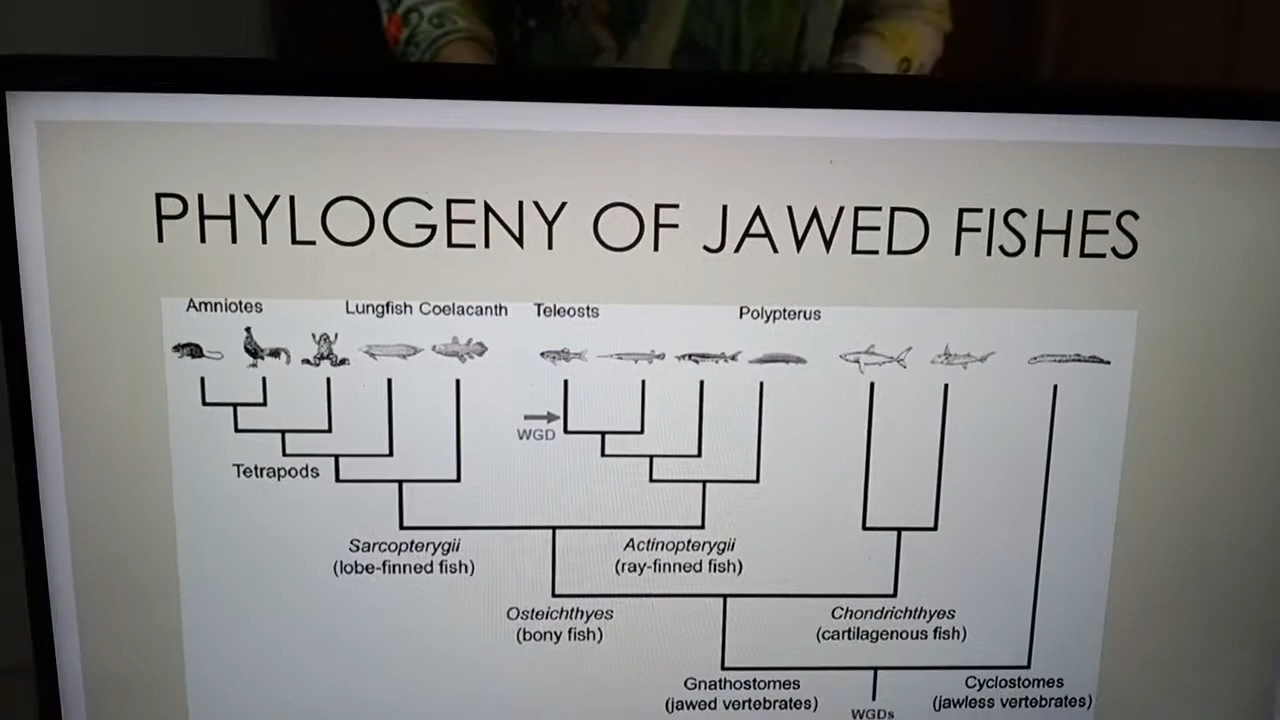 PHYLOGENY OF JAWED FISHES
Amniotes
Lungfish Coelacanth
Teleosts
Polypterus
WGD
Tetrapods
Sarcopterygii
(lobe-finned fish)
Actinopterygii
(ray-finned fish)
Osteichthyes
(bony fish)
Chondrichthyes
(cartilagenous fish)
Gnathostomes
(jawed vertebrates)
WGDs
Cyclostomes
(jawless vertebrates)